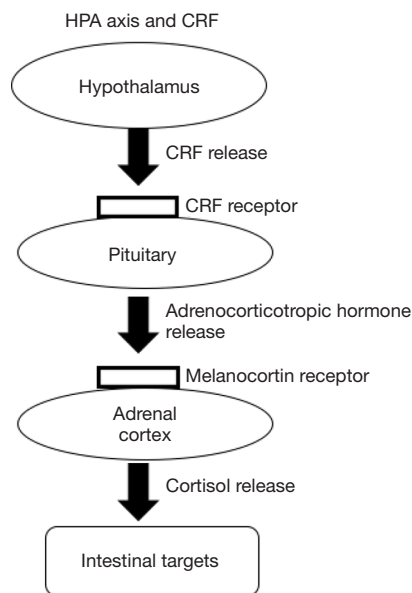 HPA axis and CRF
Hypothalamus
CRF release
CRF receptor
Pituitary
Adrenocorticotropic hormone
release
Melanocortin receptor
Adrenal
cortex
Cortisol release
Intestinal targets